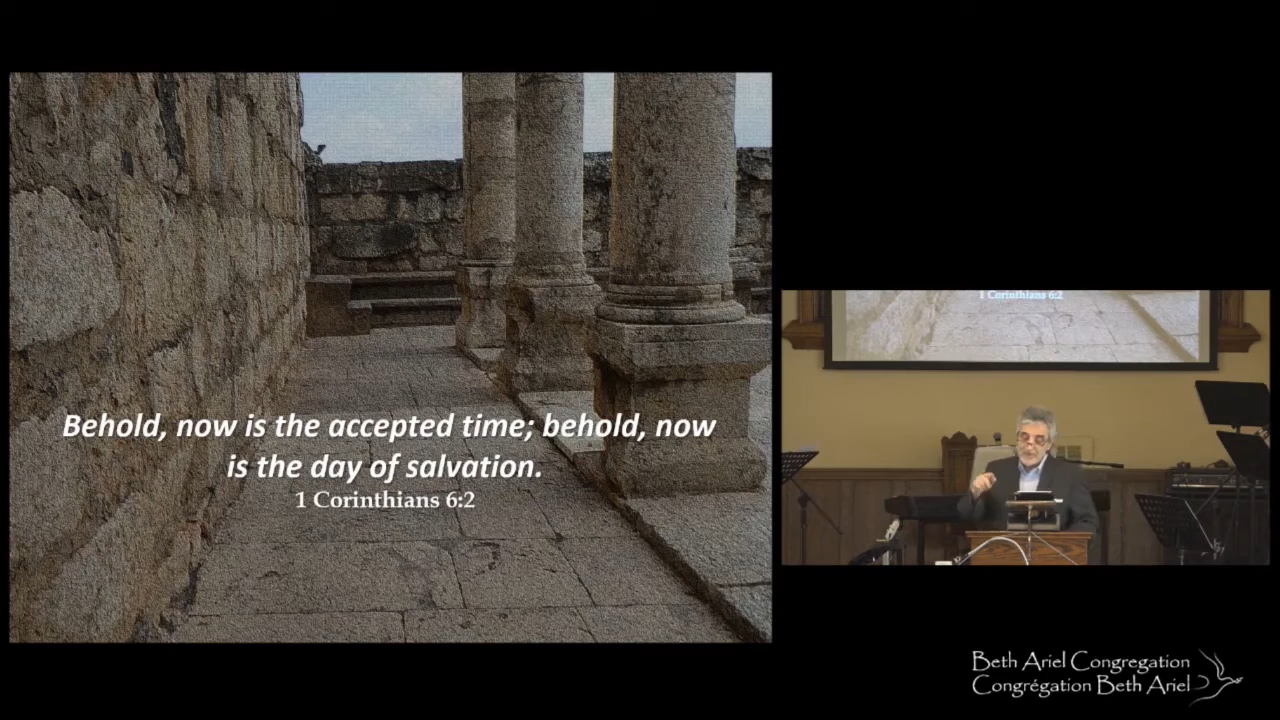 Behold, now is the accepted time; behold, now
is the day of salvation.
1 Corinthians 6:2
1 Corinthians 6:2
Beth Ariel Congregation
Congrégation Beth Ariel